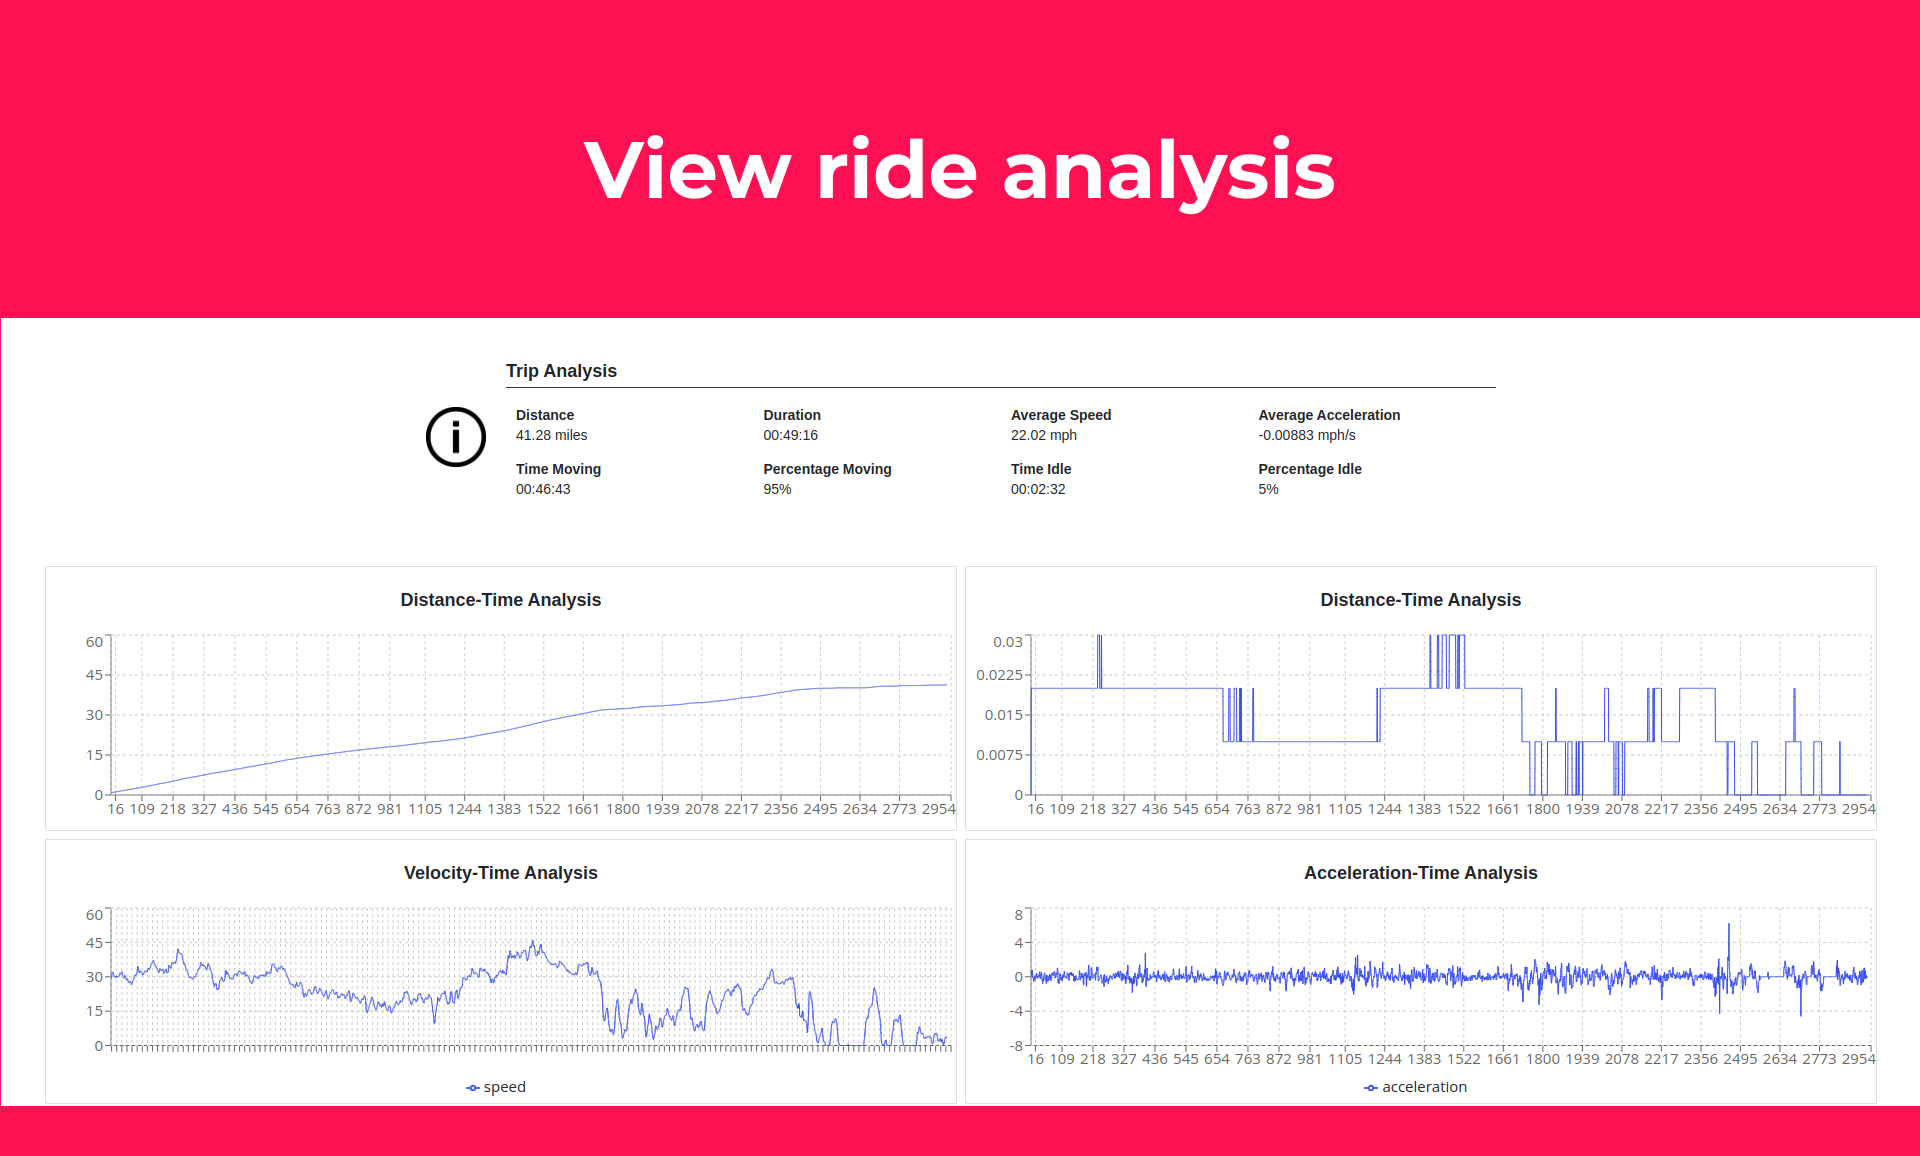 View ride analysis
Trip Analysis
Distance Duration Average Speed Average Acceleration
41.28 miles 00:49:16 22.02 mph -0.00883 mph/s
Time Moving Percentage Moving Time Idle Percentage Idle
00:46:43 95% 00:02:32 5%
Distance-Time Analysis
60
45
30
15
0
16 109 218 327 436 545 654 763 872 981 1105 1244 1383 1522 1661 1800 1939 2078 2217 2356 2495 2634 2773 2954
Distance-Time Analysis
0.03
0.0225
0.015
0.0075
0
16 109 218 327 436 545 654 763 872 981 1105 1244 1383 1522 1661 1800 1939 2078 2217 2356 2495 2634 2773 2954
Velocity-Time Analysis
60
45
30
15
0
speed
Acceleration-Time Analysis
8
4
0
-4
-8
16 109 218 327 436 545 654 763 872 981 1105 1244 1383 1522 1661 1800 1939 2078 2217 2356 2495 2634 2773 2954
acceleration